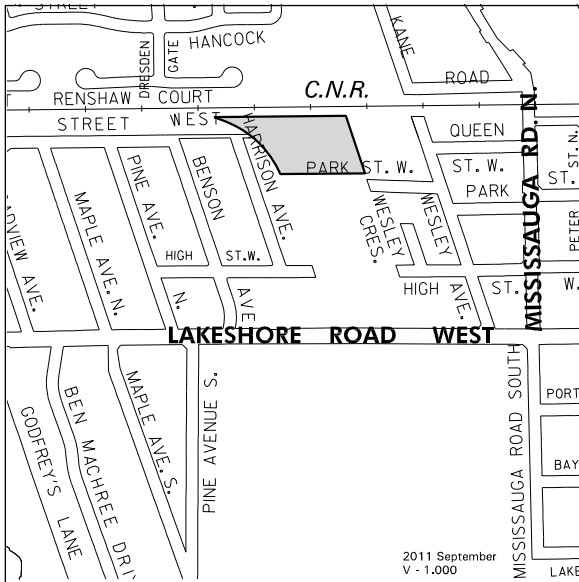 STREET
HANCOCK
DRESDEN
GATE
KANE
ROAD
RENSHAW COURT
C.N.R.
STREET WEST
QUEEN
MISSISSAUGA RD. N.
HARRISON AVE.
PARK ST. W.
ST. W.
PARK
ST.
ST. N.
PETER
PINE AVE.
BENSON
MAPLE AVE. N.
AVE.
WESLEY
CRES.
WESLEY
HIGH ST. W.
HIGH
AVE.
ST.
W.
N.
AVE
LAKESHORE ROAD WEST
MAPLE AVE. S.
PINE AVENUE S.
BEN MACHREE
GODFREY'S LANE
MISSISSAUGA ROAD SOUTH
PORT
BAY
LAKE
2011 September
V - 1.000